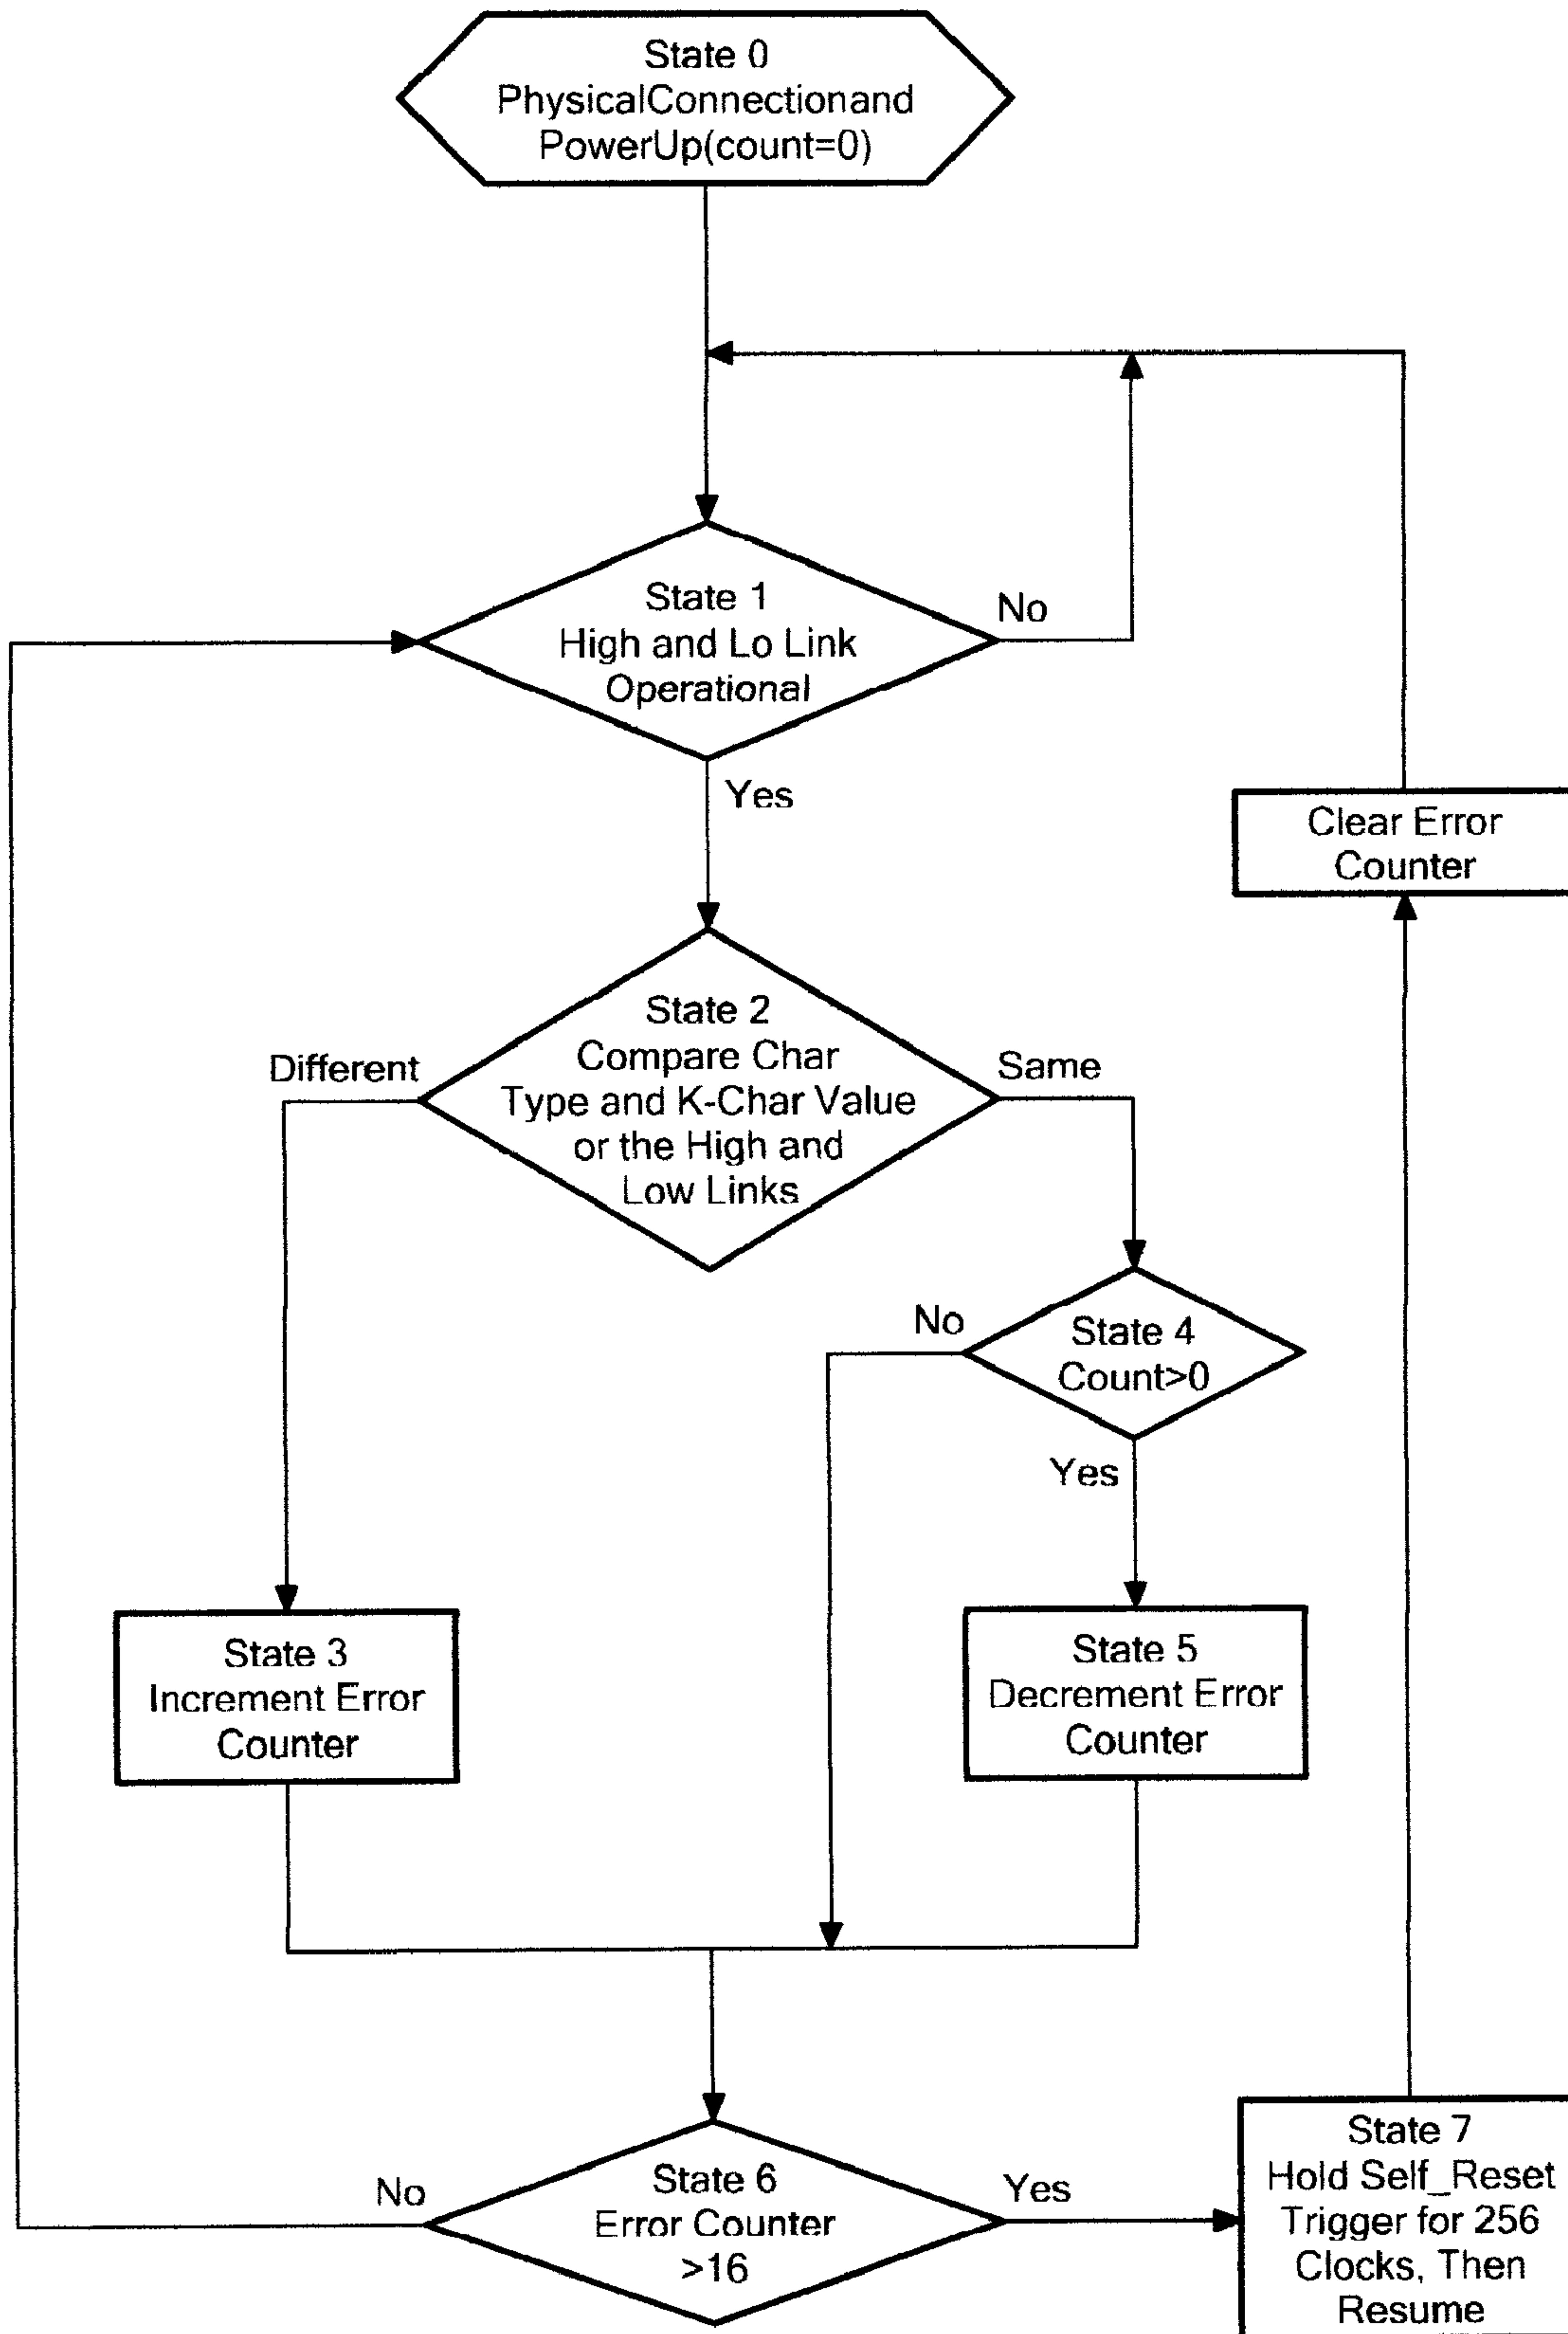 State 0
PhysicalConnectionand
PowerUp(count=0)
State 1
High and Lo Link
Operational
No
Yes
Clear Error
Counter
State 2
Compare Char
Type and K-Char Value
or the High and
Low Links
Different
Same
State 4
Count>0
No
Yes
State 3
Increment Error
Counter
State 5
Decrement Error
Counter
State 6
Error Counter
>16
No
Yes
State 7
Hold Self_Reset
Trigger for 256
Clocks, Then
Resume